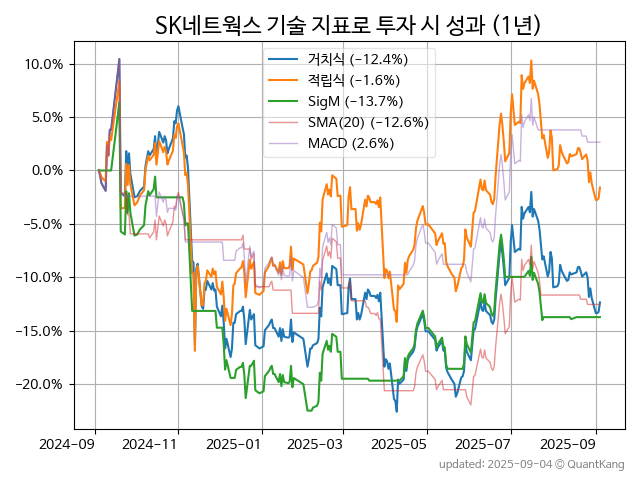 SK네트웍스 기술 지표로 투자 시 성과 (1년)
거치식 (−12.4%)
적립식 (−1.6%)
SigM (−13.7%)
SMA(20) (−12.6%)
MACD (2.6%)
10.0%
5.0%
0.0%
−5.0%
−10.0%
−15.0%
−20.0%
2024-09 2024-11 2025-01 2025-03 2025-05 2025-07 2025-09
updated: 2025-09-04 © QuantKang